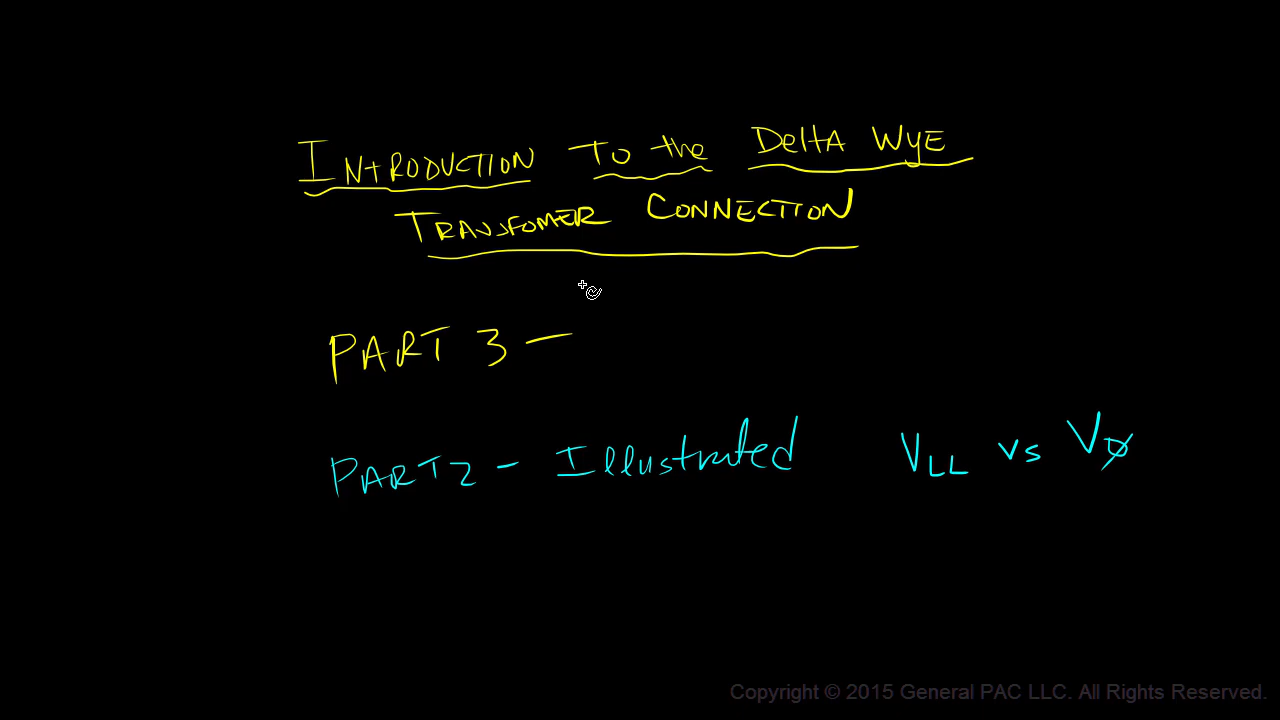 INTRODUCTION To the DeltA WyE
TRANSFOMER CONNECTION
PART 3 -
PART 2 - Illustrated VLL vs VØ
Copyright © 2015 General PAC LLC. All Rights Reserved.